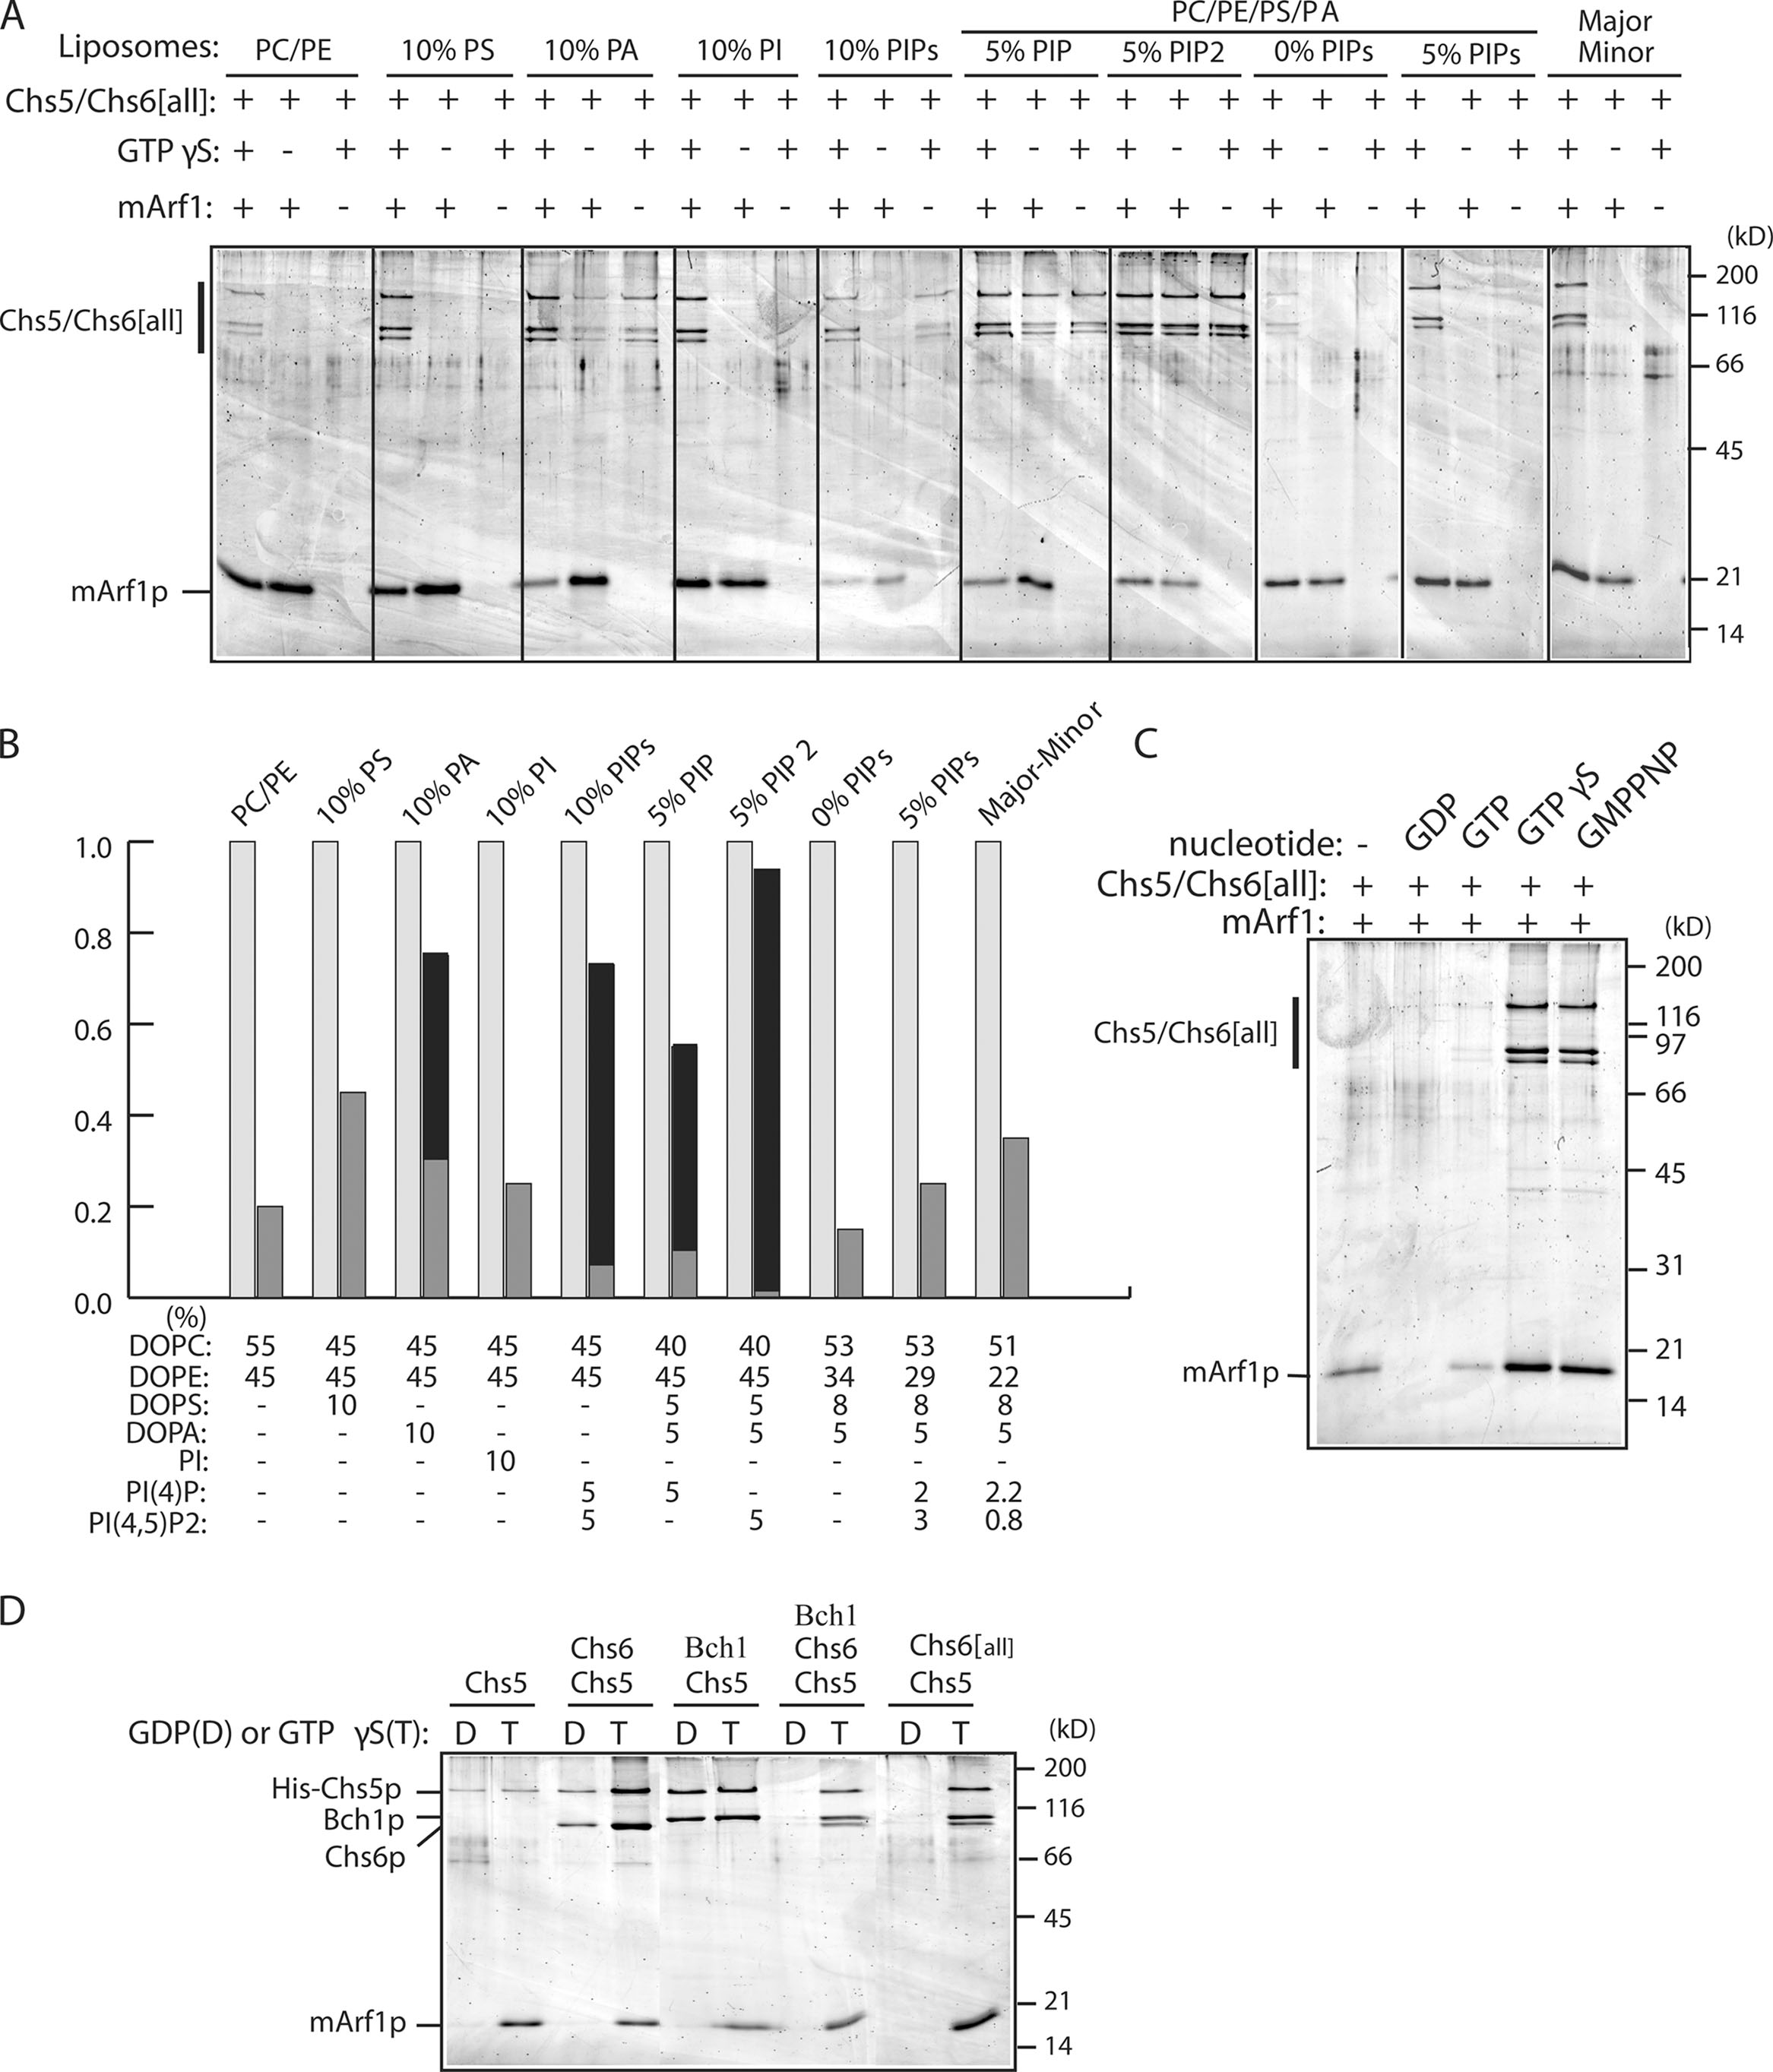 A
PC/PE/PS/PA
Liposomes: PC/PE 10% PS 10% PA 10% PI 10% PIPs 5% PIP 5% PIP2 0% PIPs 5% PIPs Major Minor
Chs5/Chs6[all]: + + + + + + + + + + + + + + + + + + + + + + + + + + + + + +
GTP γS: + - + + - + + - + + - + + - + + - + + - + + - + + - + + - +
mArf1: + + - + + - + + - + + - + + - + + - + + - + + - + + - + + -
(kD)
200
Chs5/Chs6[all]
116
66
45
mArf1p
21
14
B
PC/PE 10% PS 10% PA 10% PI 10% PIPs 5% PIP 5% PIP 2 0% PIPs 5% PIPs Major-Minor
1.0
0.8
0.6
0.4
0.2
0.0
(%)
DOPC: 55 45 45 45 45 40 40 53 53 51
DOPE: 45 45 45 45 45 45 45 34 29 22
DOPS: - 10 - - - 5 5 8 8 8
DOPA: - - 10 - - 5 5 5 5 5
PI: - - - 10 - - - - - -
PI(4)P: - - - - 5 5 - - 2 2.2
PI(4,5)P2: - - - - 5 - 5 - 3 0.8
C
nucleotide: - GDP GTP GTP γS GMPPNP
Chs5/Chs6[all]: + + + + +
mArf1: + + + + +
(kD)
200
Chs5/Chs6[all]
116
97
66
45
31
21
mArf1p
14
D
Chs5 Chs6 Chs5 Bch1 Chs5 Bch1 Chs6 Chs5 Chs6[all] Chs5
GDP(D) or GTP γS(T): D T D T D T D T D T
(kD)
200
His-Chs5p
116
Bch1p
Chs6p
66
45
21
mArf1p
14